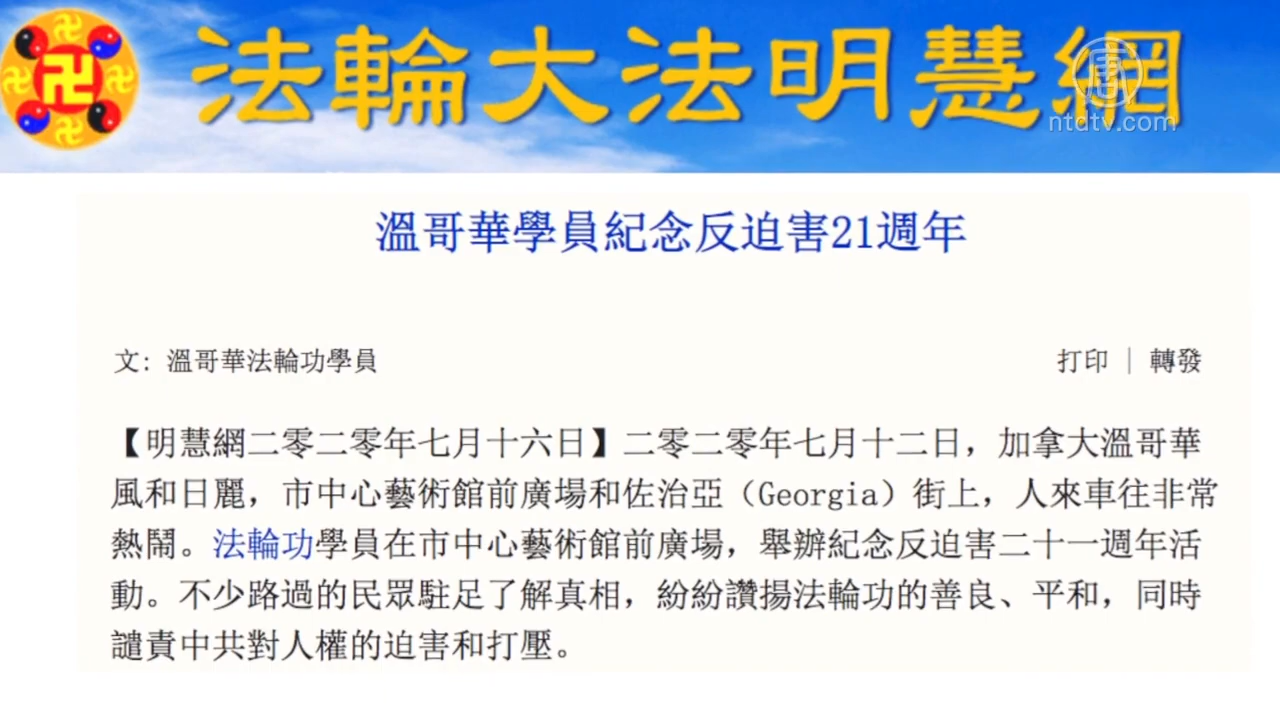 法輪大法明慧網
唐
ntdtv.com
溫哥華學員紀念反迫害21週年
文: 溫哥華法輪功學員
打印 | 轉發
【明慧網二零二零年七月十六日】二零二零年七月十二日，加拿大溫哥華
風和日麗，市中心藝術館前廣場和佐治亞（Georgia）街上，人來車往非常
熱鬧。法輪功學員在市中心藝術館前廣場，舉辦紀念反迫害二十一週年活
動。不少路過的民眾駐足了解真相，紛紛讚揚法輪功的善良、平和，同時
譴責中共對人權的迫害和打壓。